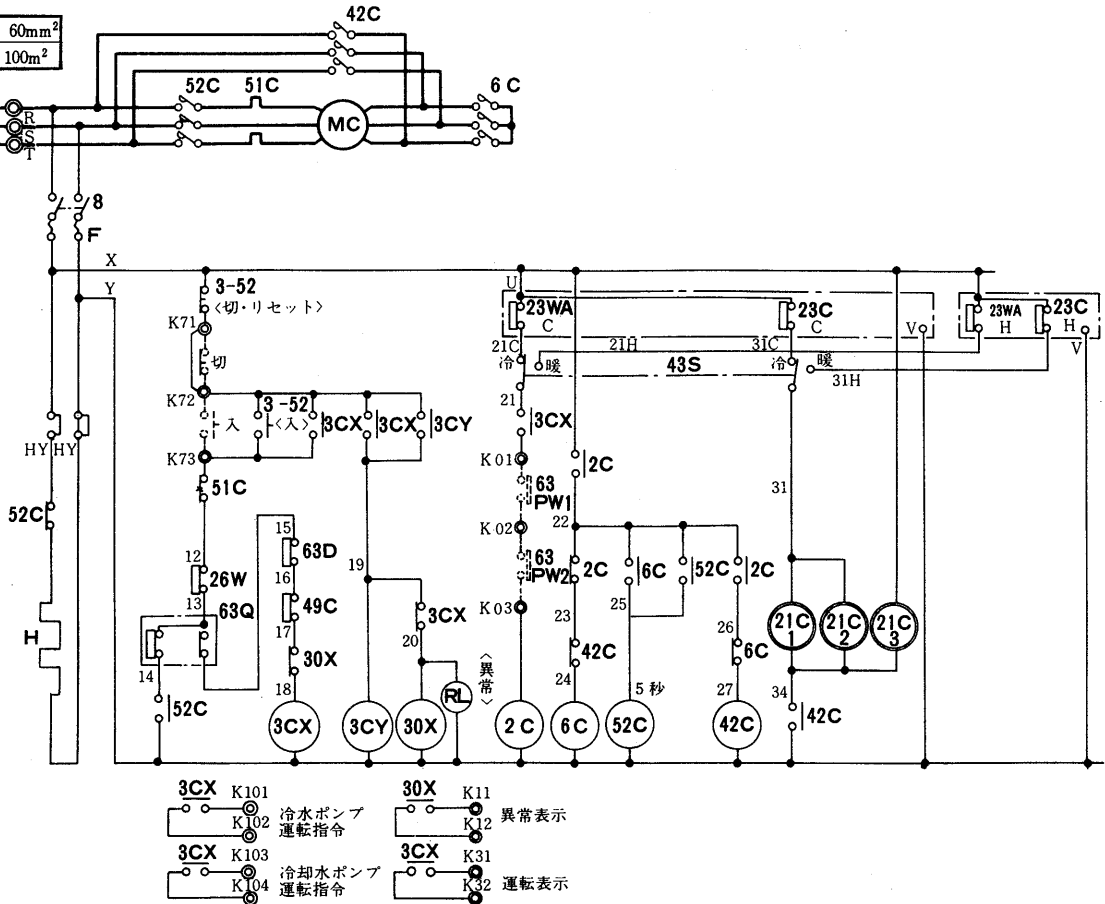 60mm²
100m²
42C
52C 51C 6C
R
S
T
MC
8
F
X
Y
3-52
〈切・リセット〉
K71
切
K72
入
3-52
〈入〉
3CX
3CX
3CY
K73
51C
HY HY
52C
H
12
26W
13
63Q
14
52C
15
63D
16
49C
17
30X
18
3CX
19
3CY
3CX
20
30X
RL
〈異常〉
U
23WA
C
23C
C
V
23WA
H
23C
H
V
21C
冷
暖
21H
43S
31C
冷
暖
31H
21
3CX
K01
63
PW1
K02
63
PW2
K03
2C
2C
22
2C
23
42C
24
6C
6C
25
52C
5秒
52C
2C
26
6C
27
42C
31
21C
1
21C
2
21C
3
34
42C
3CX K101
K102
冷水ポンプ
運転指令
30X K11
K12
異常表示
3CX K103
K104
冷却水ポンプ
運転指令
3CX K31
K32
運転表示